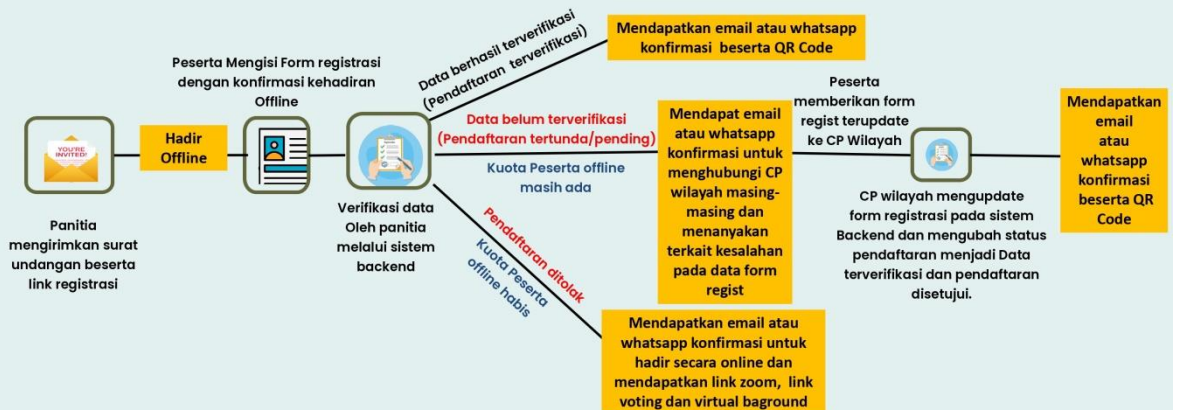 YOU'RE
INVITED!
Panitia
mengirimkan surat
undangan beserta
link registrasi
Hadir
Offline
Peserta Mengisi Form registrasi
dengan konfirmasi kehadiran
Offline
Verifikasi data
Oleh panitia
melalui sistem
backend
Data berhasil terverifikasi
(Pendaftaran terverifikasi)
Mendapatkan email atau whatsapp
konfirmasi beserta QR Code
Data belum terverifikasi
(Pendaftaran tertunda/pending)
Kuota Peserta offline
masih ada
Mendapat email
atau whatsapp
konfirmasi untuk
menghubungi CP
wilayah masing-
masing dan
menanyakan
terkait kesalahan
pada data form
regist
Peserta
memberikan form
regist terupdate
ke CP Wilayah
CP wilayah mengupdate
form registrasi pada sistem
Backend dan mengubah status
pendaftaran menjadi Data
terverifikasi dan pendaftaran
disetujui.
Mendapatkan
email
atau
whatsapp
konfirmasi
beserta QR
Code
Pendaftaran ditolak
Kuota Peserta
offline habis
Mendapatkan email atau
whatsapp konfirmasi untuk
hadir secara online dan
mendapatkan link zoom, link
voting dan virtual baground